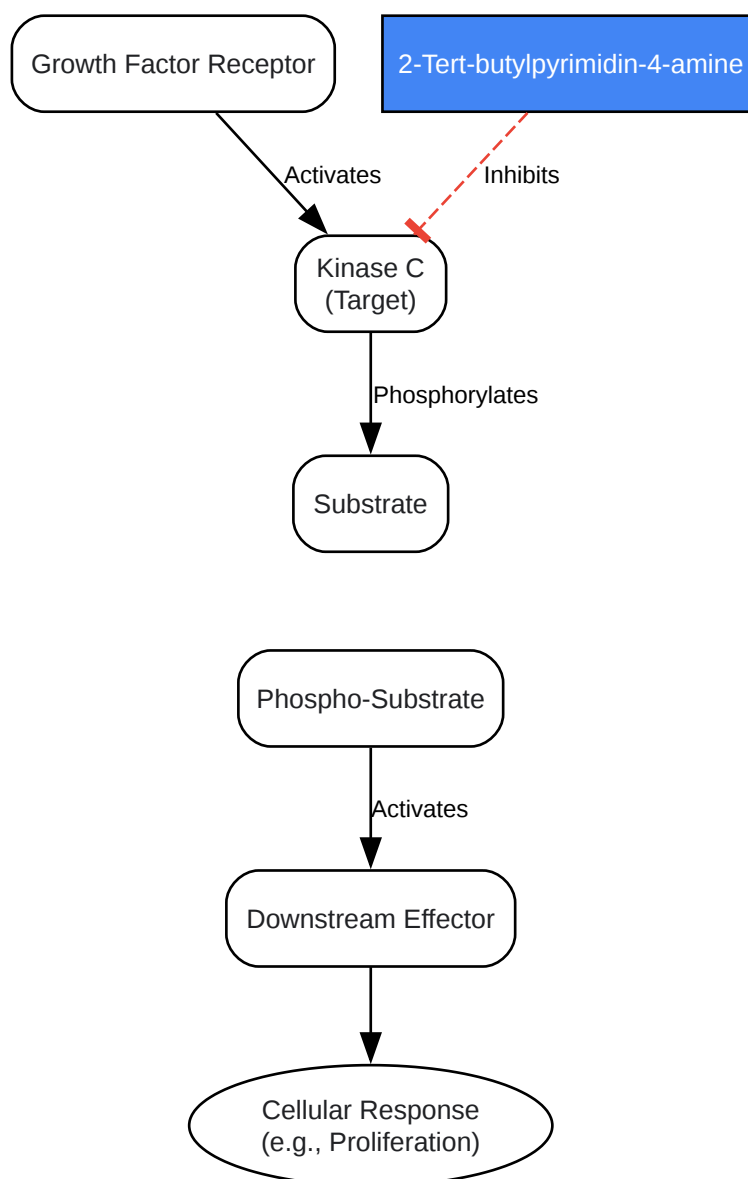 Growth Factor Receptor
2-Tert-butylpyrimidin-4-amine
Activates
Inhibits
Kinase C
(Target)
Phosphorylates
Substrate
Phospho-Substrate
Activates
Downstream Effector
Cellular Response
(e.g., Proliferation)